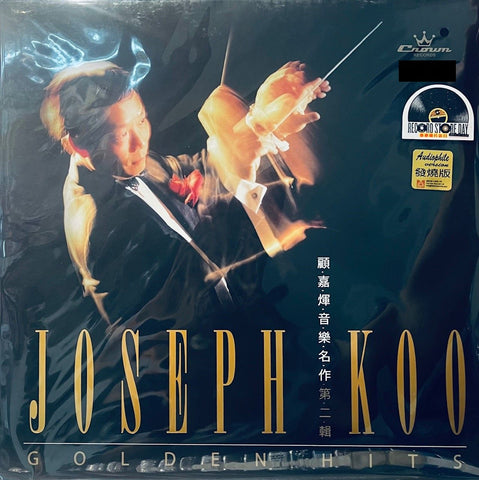 Crown
RECORDS
RECORD STORE DAY
Audiophile
version
發燒版
顧·嘉·煇·音·樂·名·作·第·二·輯
JOSEPH KOO
GOLDEN HITS